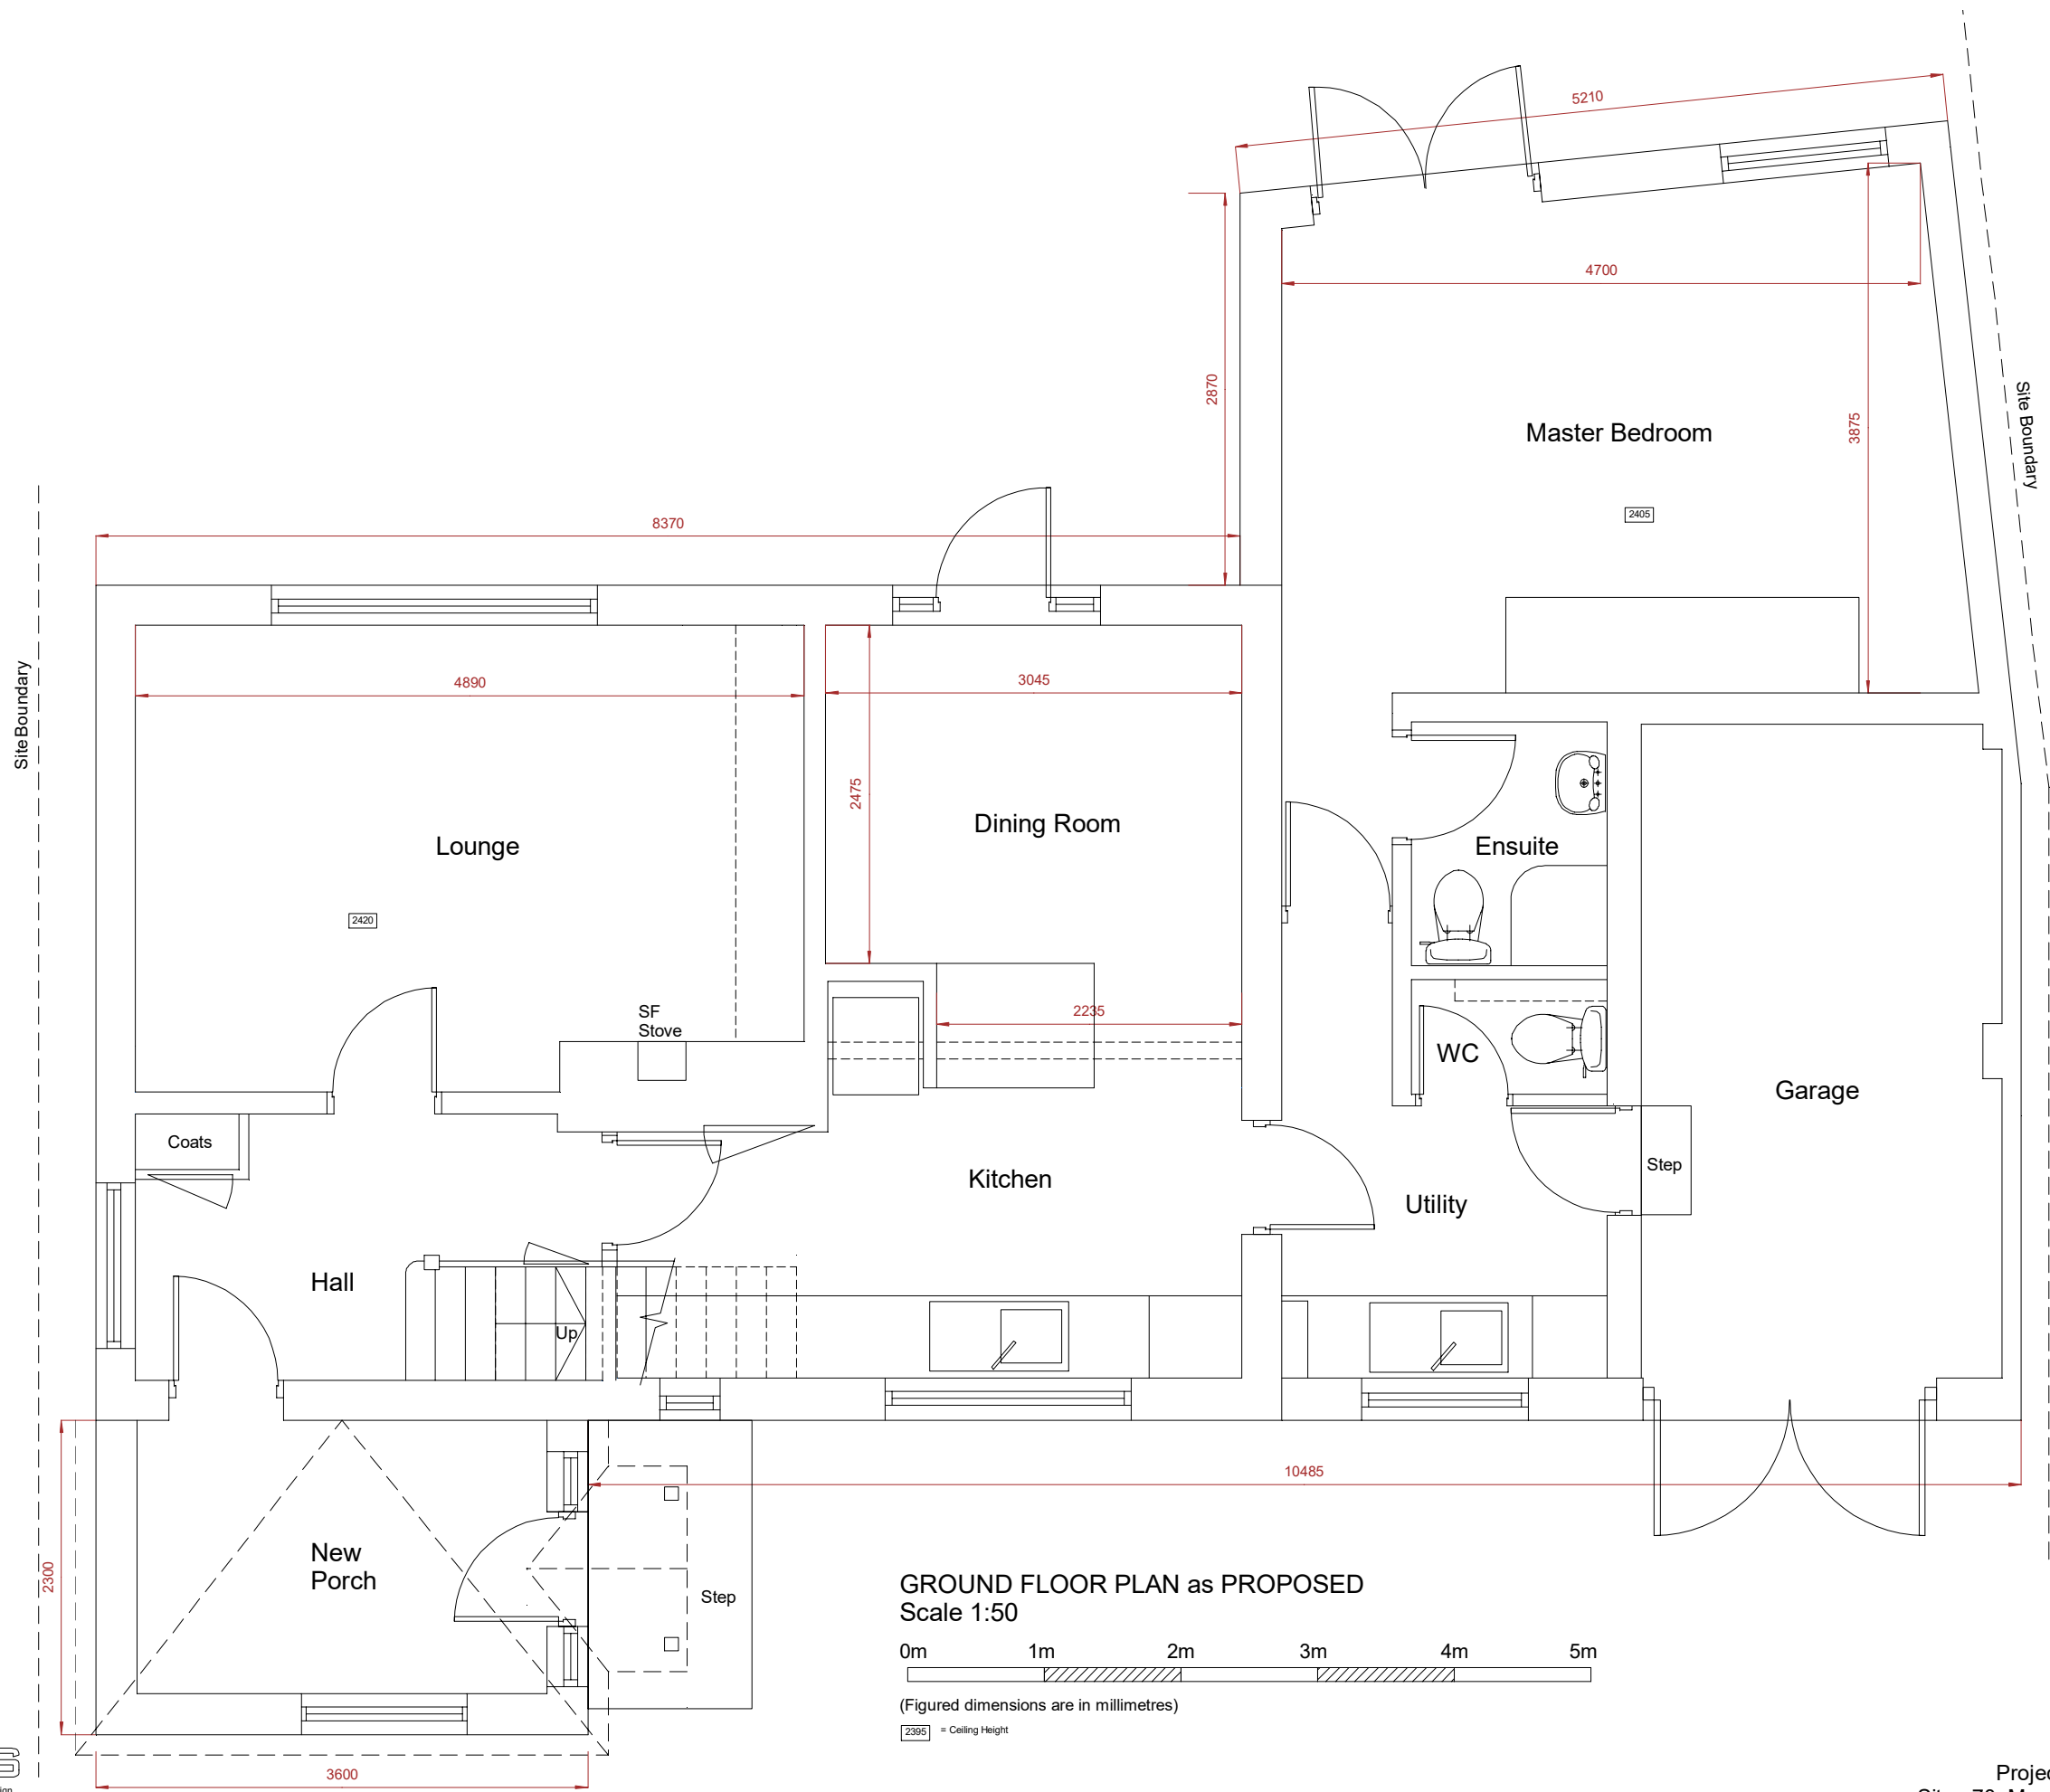 5210
4700
2870
3875
Site Boundary
Master Bedroom
2405
8370
Site Boundary
4890
3045
2475
Lounge
Dining Room
Ensuite
2420
SF
Stove
2235
WC
Garage
Coats
Kitchen
Step
Utility
Hall
Up
10485
New
Porch
2300
Step
GROUND FLOOR PLAN as PROPOSED
Scale 1:50
0m 1m 2m 3m 4m 5m
(Figured dimensions are in millimetres)
2395 = Ceiling Height
3600